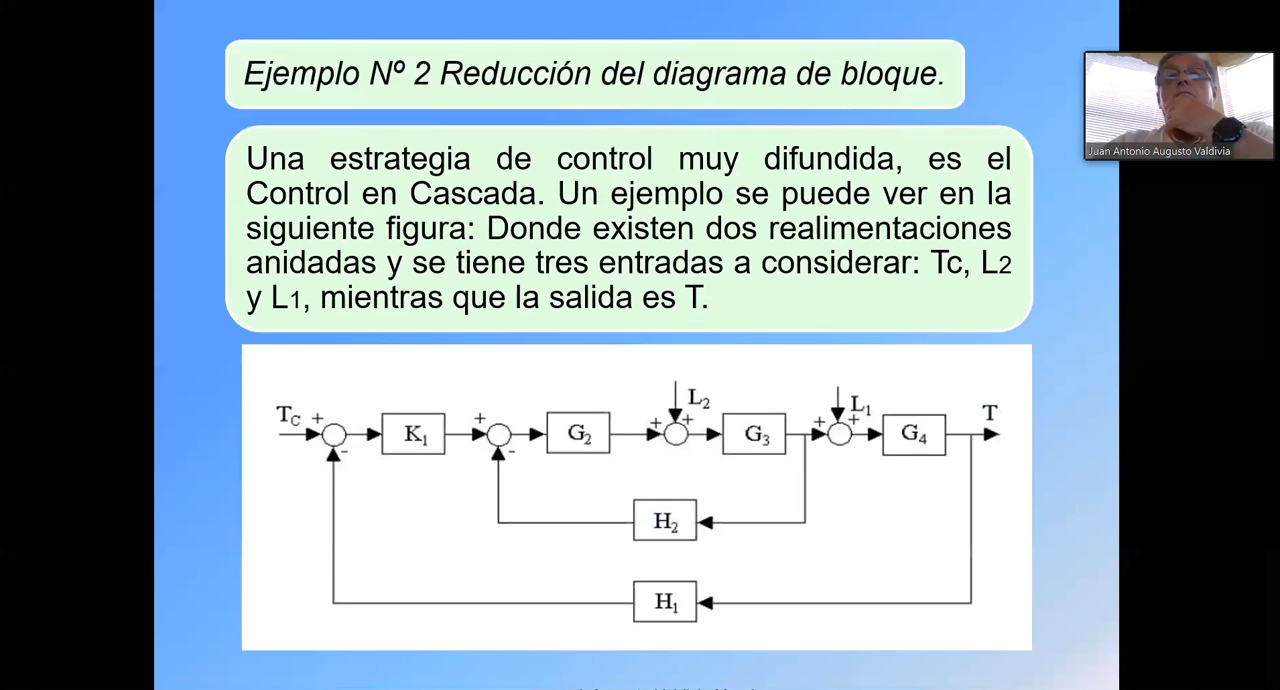 Ejemplo Nº 2 Reducción del diagrama de bloque.
Juan Antonio Augusto Valdivia
Una estrategia de control muy difundida, es el
Control en Cascada. Un ejemplo se puede ver en la
siguiente figura: Donde existen dos realimentaciones
anidadas y se tiene tres entradas a considerar: Tc, L2
y L1, mientras que la salida es T.
L2
L1
TC + K1 + - G2 + + G3 + + G4 T
-
H2
H1